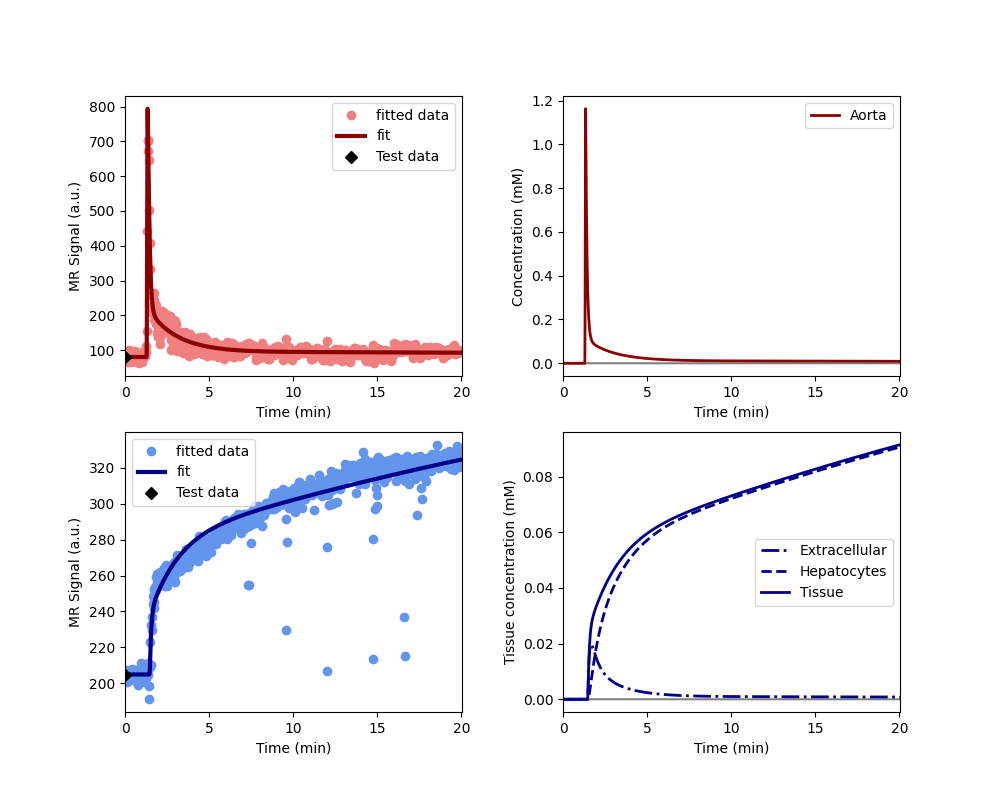 800
700
600
500
400
300
200
100
MR Signal (a.u.)
fitted data
fit
Test data
0
5
10
15
20
Time (min)
1.2
1.0
0.8
0.6
0.4
0.2
0.0
Concentration (mM)
Aorta
0
5
10
15
20
Time (min)
320
300
280
260
240
220
200
MR Signal (a.u.)
fitted data
fit
Test data
0
5
10
15
20
Time (min)
0.08
0.06
0.04
0.02
0.00
Tissue concentration (mM)
Extracellular
Hepatocytes
Tissue
0
5
10
15
20
Time (min)